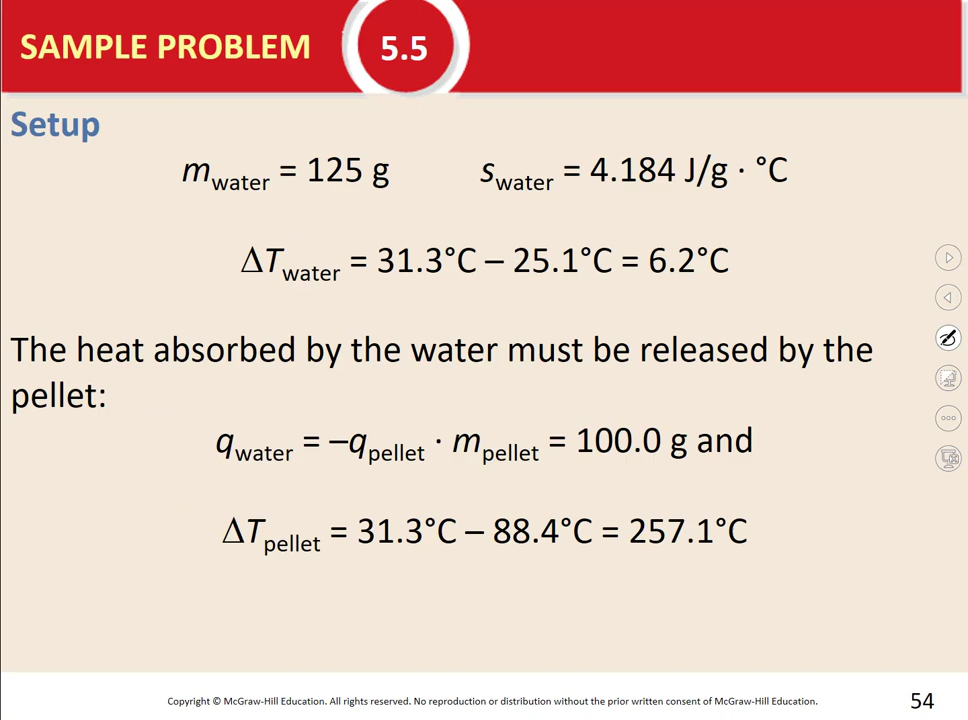 SAMPLE PROBLEM 5.5
Setup
m_water = 125 g s_water = 4.184 J/g · °C
ΔT_water = 31.3°C – 25.1°C = 6.2°C
The heat absorbed by the water must be released by the
pellet:
q_water = –q_pellet · m_pellet = 100.0 g and
ΔT_pellet = 31.3°C – 88.4°C = 257.1°C
Copyright © McGraw-Hill Education. All rights reserved. No reproduction or distribution without the prior written consent of McGraw-Hill Education.
54